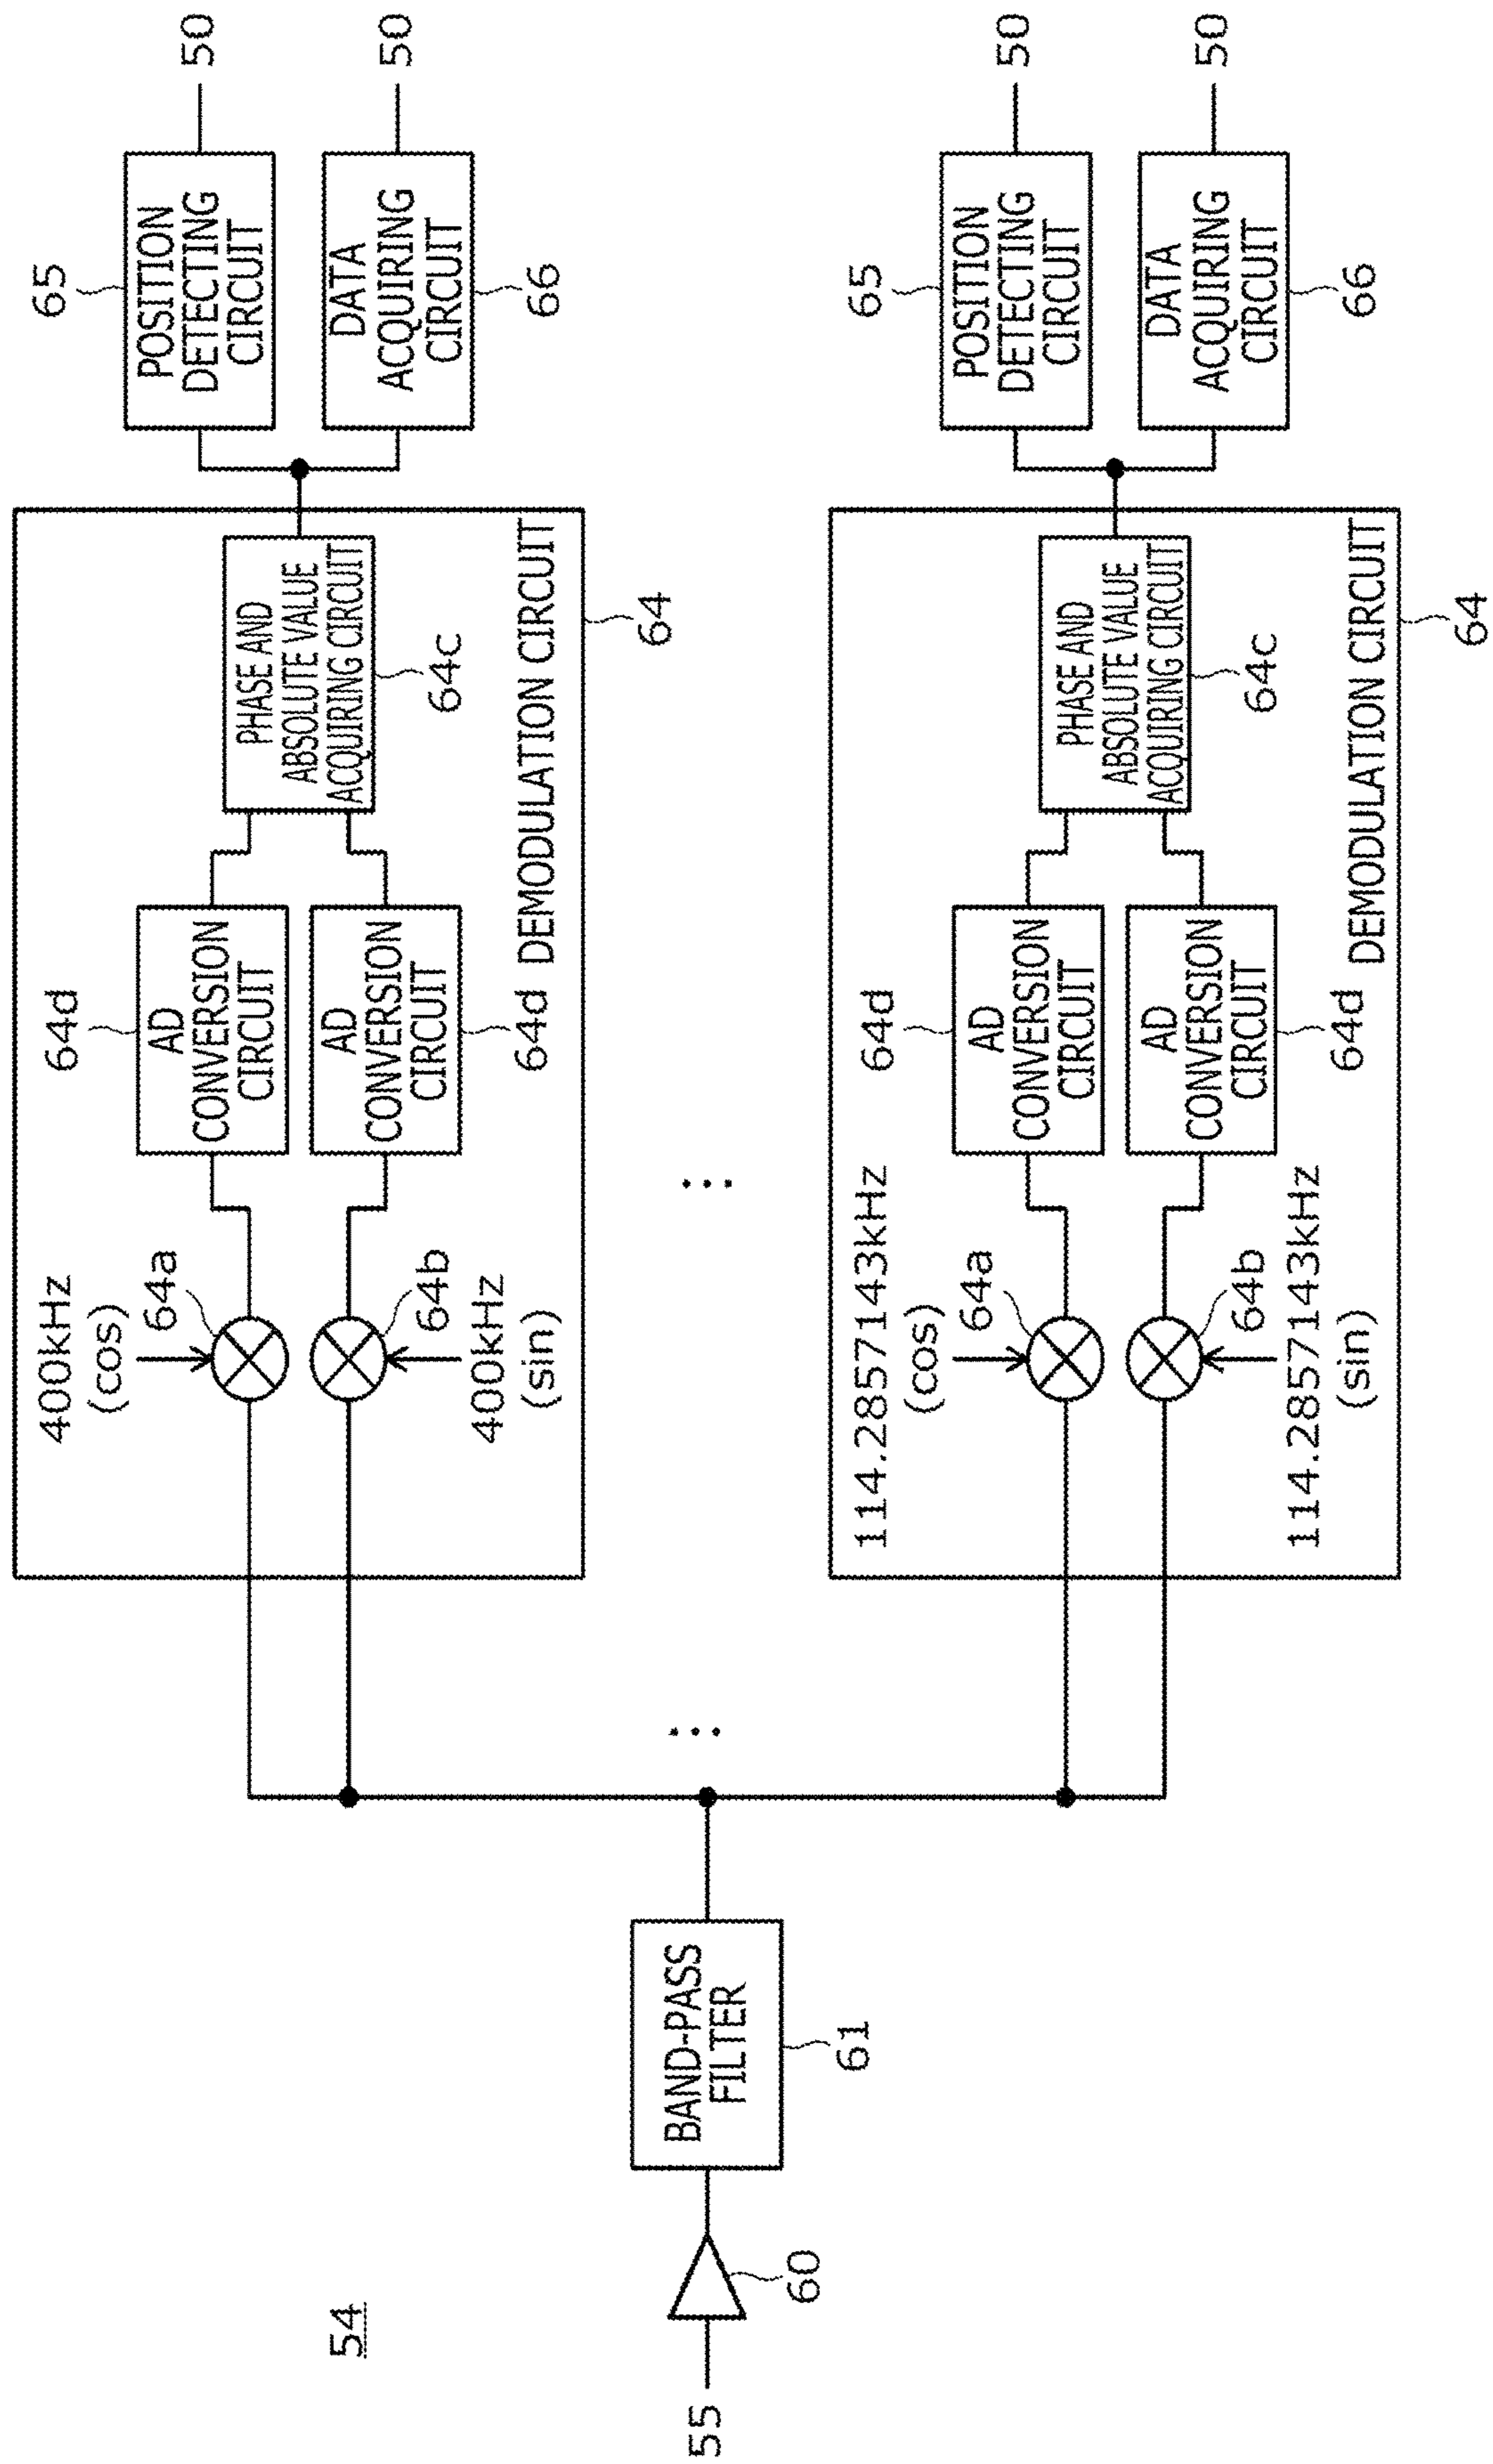 54
55
60
BAND-PASS
FILTER
61
...
400kHz
(cos)
64a
64b
400kHz
(sin)
64d
AD
CONVERSION
CIRCUIT
AD
CONVERSION
CIRCUIT
64d
PHASE AND
ABSOLUTE VALUE
ACQUIRING CIRCUIT
64c
DEMODULATION CIRCUIT
64
65
POSITION
DETECTING
CIRCUIT
50
DATA
ACQUIRING
CIRCUIT
66
50
...
114.2857143kHz
(cos)
64a
64b
114.2857143kHz
(sin)
64d
AD
CONVERSION
CIRCUIT
AD
CONVERSION
CIRCUIT
64d
PHASE AND
ABSOLUTE VALUE
ACQUIRING CIRCUIT
64c
DEMODULATION CIRCUIT
64
65
POSITION
DETECTING
CIRCUIT
50
DATA
ACQUIRING
CIRCUIT
66
50